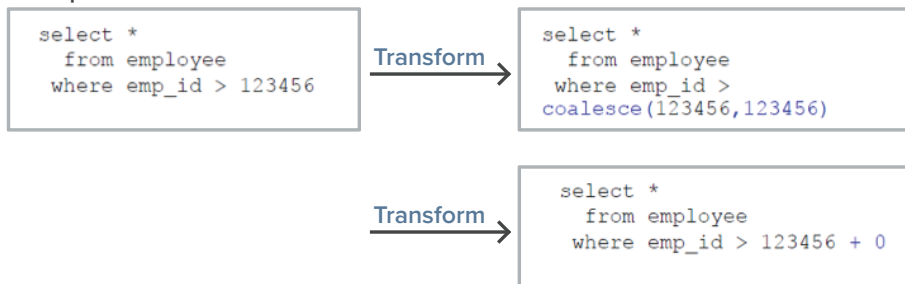 select *
from employee
where emp_id > 123456
Transform
select *
from employee
where emp_id >
coalesce(123456,123456)
Transform
select *
from employee
where emp_id > 123456 + 0